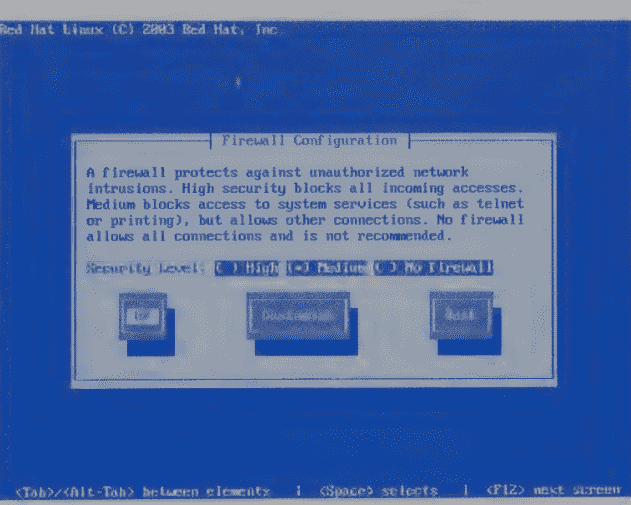 Red Hat Linux (C) 2003 Red Hat, Inc.
Firewall Configuration
A firewall protects against unauthorized network
intrusions. High security blocks all incoming accesses.
Medium blocks access to system services (such as telnet
or printing), but allows other connections. No firewall
allows all connections and is not recommended.
Security Level: ( ) High (*) Medium ( ) No firewall
OK Customize Back
<Tab>/<Alt-Tab> between elements | <Space> selects | <F12> next screen